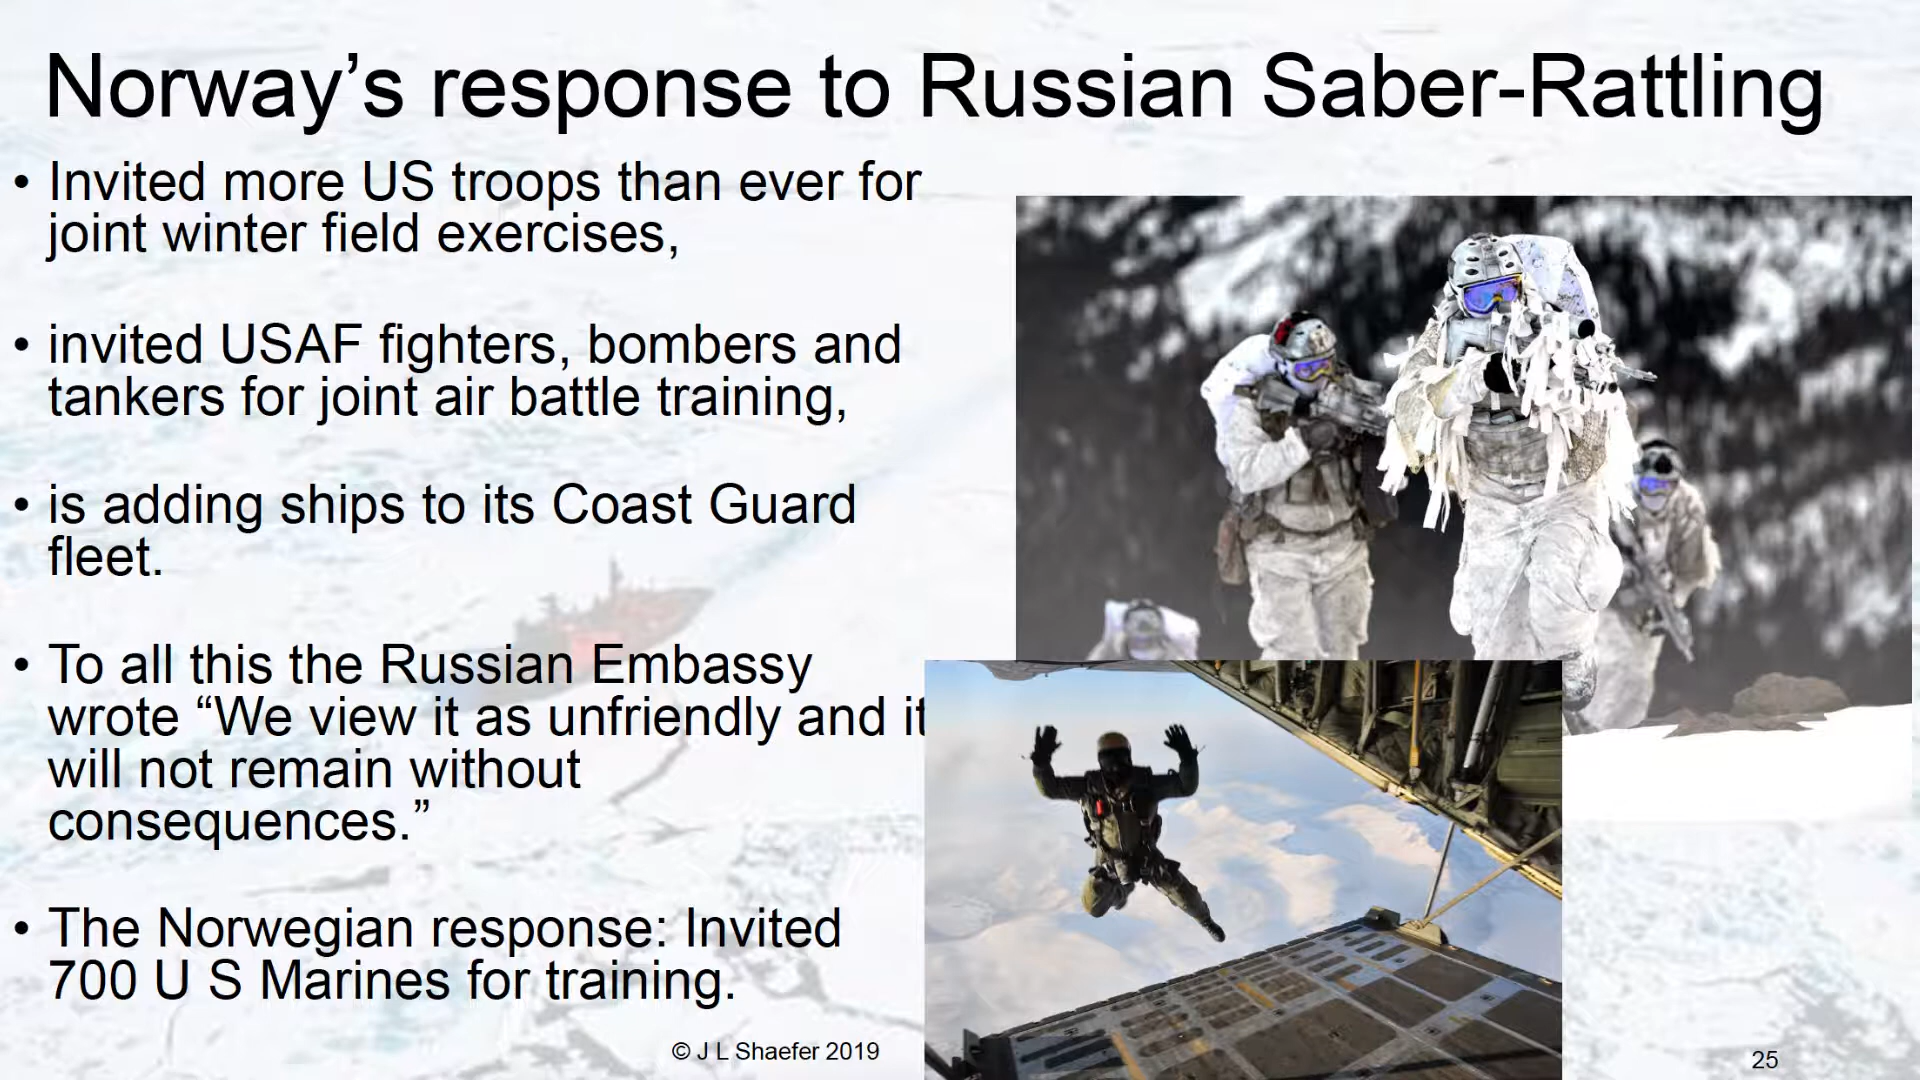 Norway’s response to Russian Saber-Rattling
• Invited more US troops than ever for
joint winter field exercises,
• invited USAF fighters, bombers and
tankers for joint air battle training,
• is adding ships to its Coast Guard
fleet.
• To all this the Russian Embassy
wrote “We view it as unfriendly and it
will not remain without
consequences.”
• The Norwegian response: Invited
700 U S Marines for training.
© J L Shaefer 2019
25